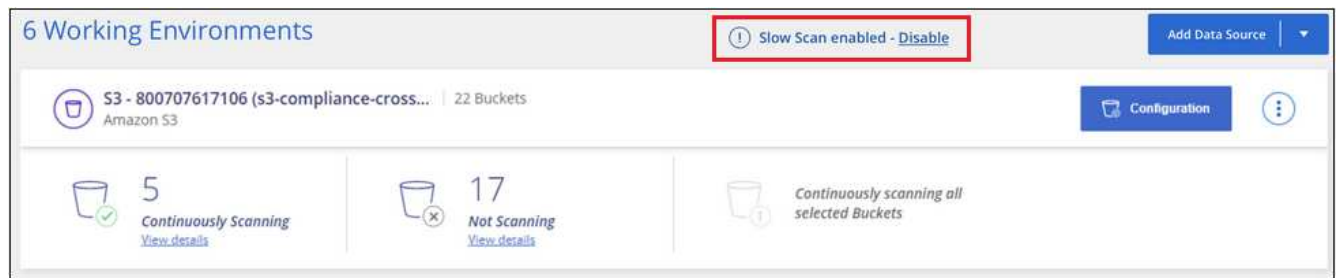 6 Working Environments
Slow Scan enabled - Disable
Add Data Source
S3 - 800707617106 (s3-compliance-cross...
22 Buckets
Amazon S3
Configuration
5
Continuously Scanning
View details
17
Not Scanning
View details
Continuously scanning all
selected Buckets